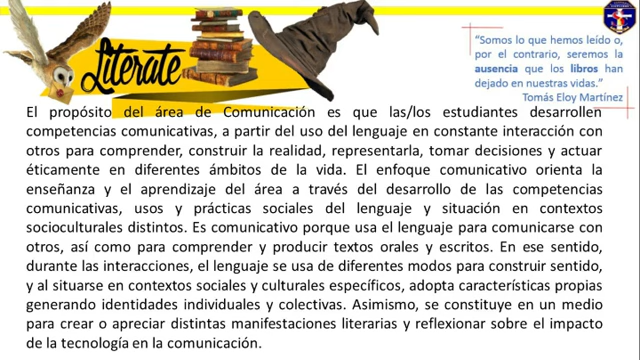 Literate
“Somos lo que hemos leído o,
por el contrario, seremos la
ausencia que los libros han
dejado en nuestras vidas.”
Tomás Eloy Martínez
El propósito del área de Comunicación es que las/los estudiantes desarrollen
competencias comunicativas, a partir del uso del lenguaje en constante interacción con
otros para comprender, construir la realidad, representarla, tomar decisiones y actuar
éticamente en diferentes ámbitos de la vida. El enfoque comunicativo orienta la
enseñanza y el aprendizaje del área a través del desarrollo de las competencias
comunicativas, usos y prácticas sociales del lenguaje y situación en contextos
socioculturales distintos. Es comunicativo porque usa el lenguaje para comunicarse con
otros, así como para comprender y producir textos orales y escritos. En ese sentido,
durante las interacciones, el lenguaje se usa de diferentes modos para construir sentido,
y al situarse en contextos sociales y culturales específicos, adopta características propias
generando identidades individuales y colectivas. Asimismo, se constituye en un medio
para crear o apreciar distintas manifestaciones literarias y reflexionar sobre el impacto
de la tecnología en la comunicación.